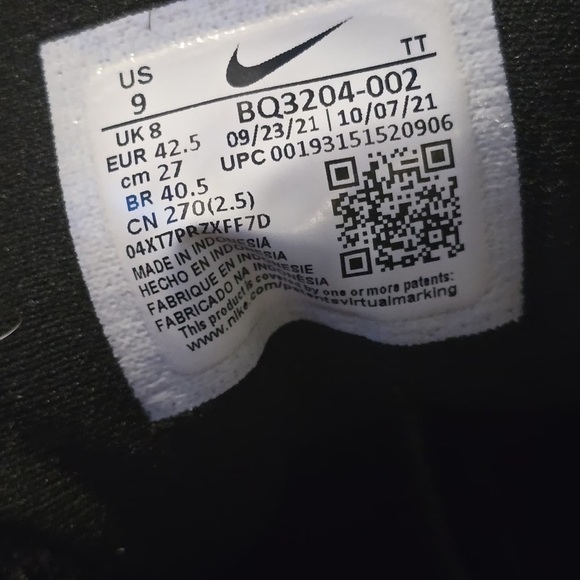 US
9
TT
UK 8
EUR 42.5
cm 27
BR 40.5
CN 270(2.5)
BQ3204-002
09/23/21 | 10/07/21
UPC 00193151520906
04XT7PRZXFF7D
MADE IN INDONESIA
HECHO EN INDONESIA
FABRIQUE EN INDONESIE
FABRICADO NA INDONESIA
This product is covered by one or more patents:
www.nike.com/patentsvirtualmarking